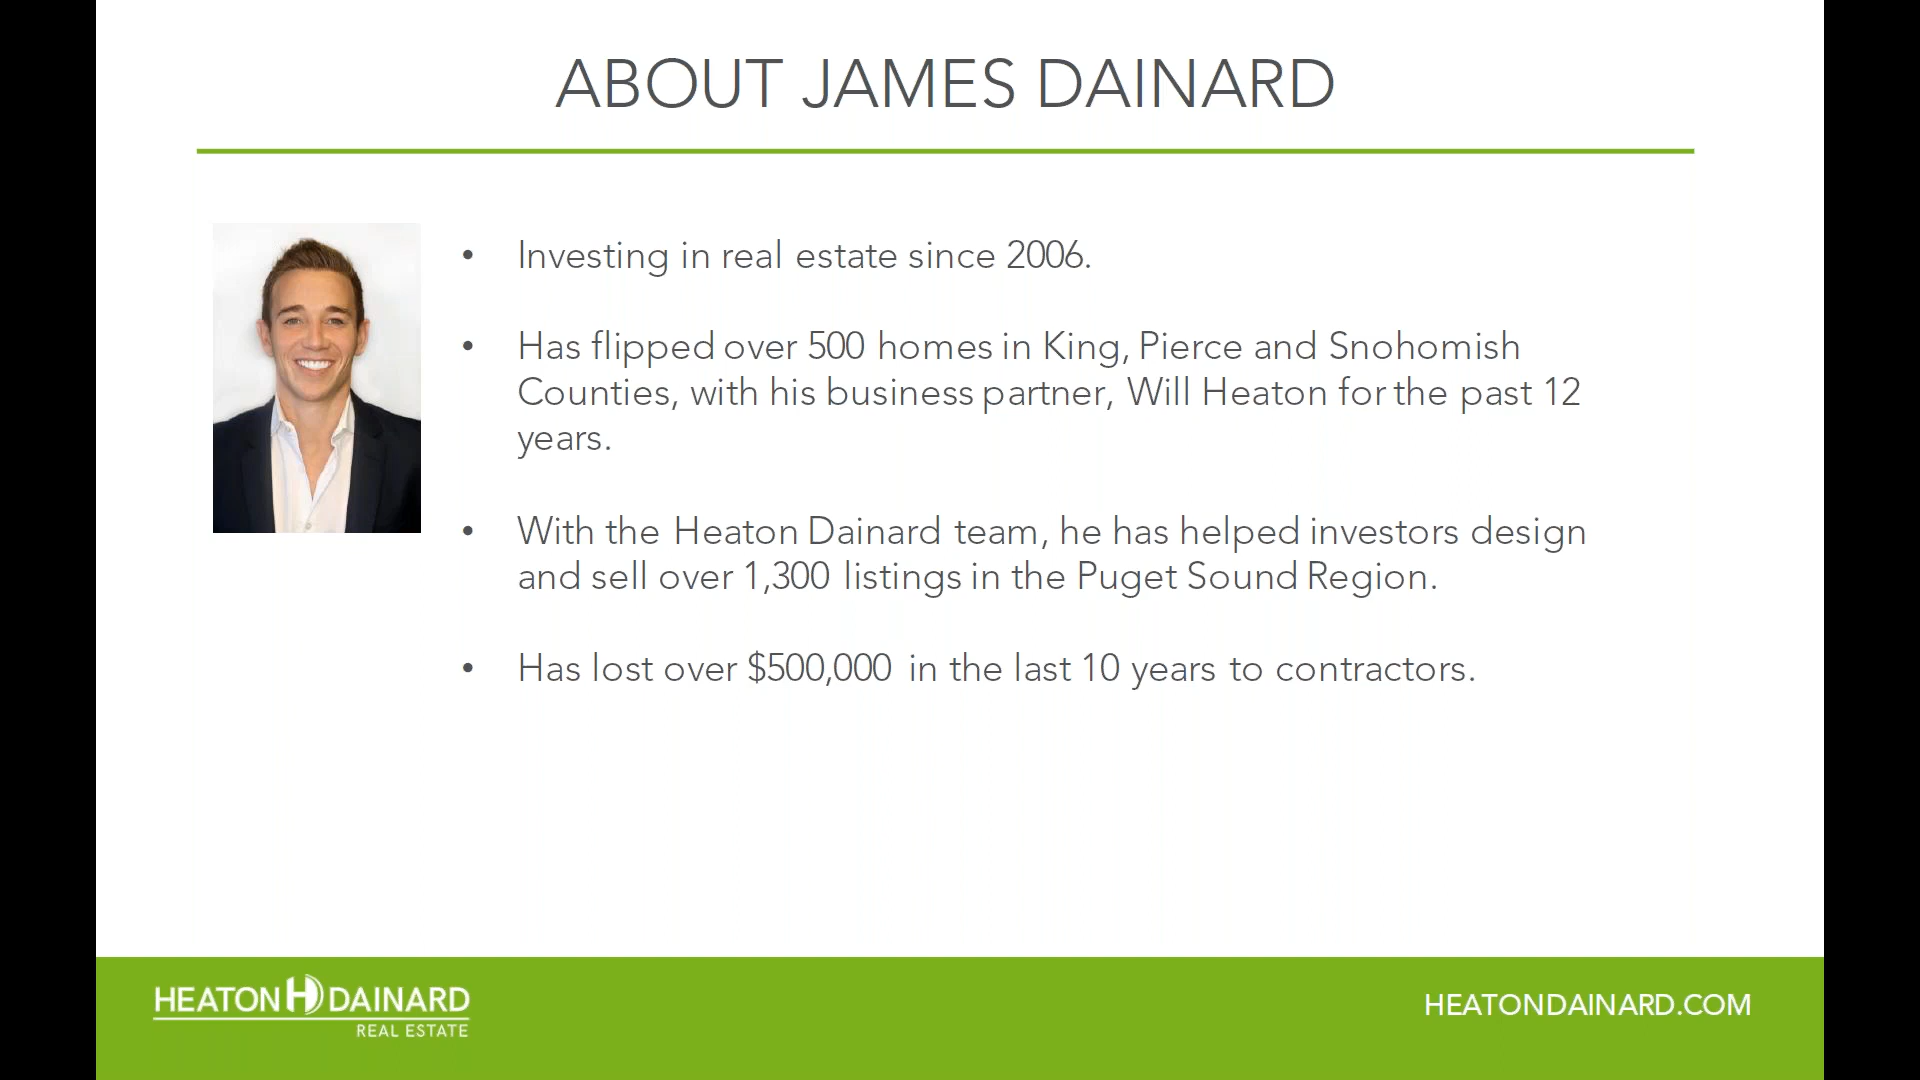 ABOUT JAMES DAINARD
• Investing in real estate since 2006.
• Has flipped over 500 homes in King, Pierce and Snohomish
Counties, with his business partner, Will Heaton for the past 12
years.
• With the Heaton Dainard team, he has helped investors design
and sell over 1,300 listings in the Puget Sound Region.
• Has lost over $500,000 in the last 10 years to contractors.
HEATON HD DAINARD
REAL ESTATE
HEATONDAINARD.COM